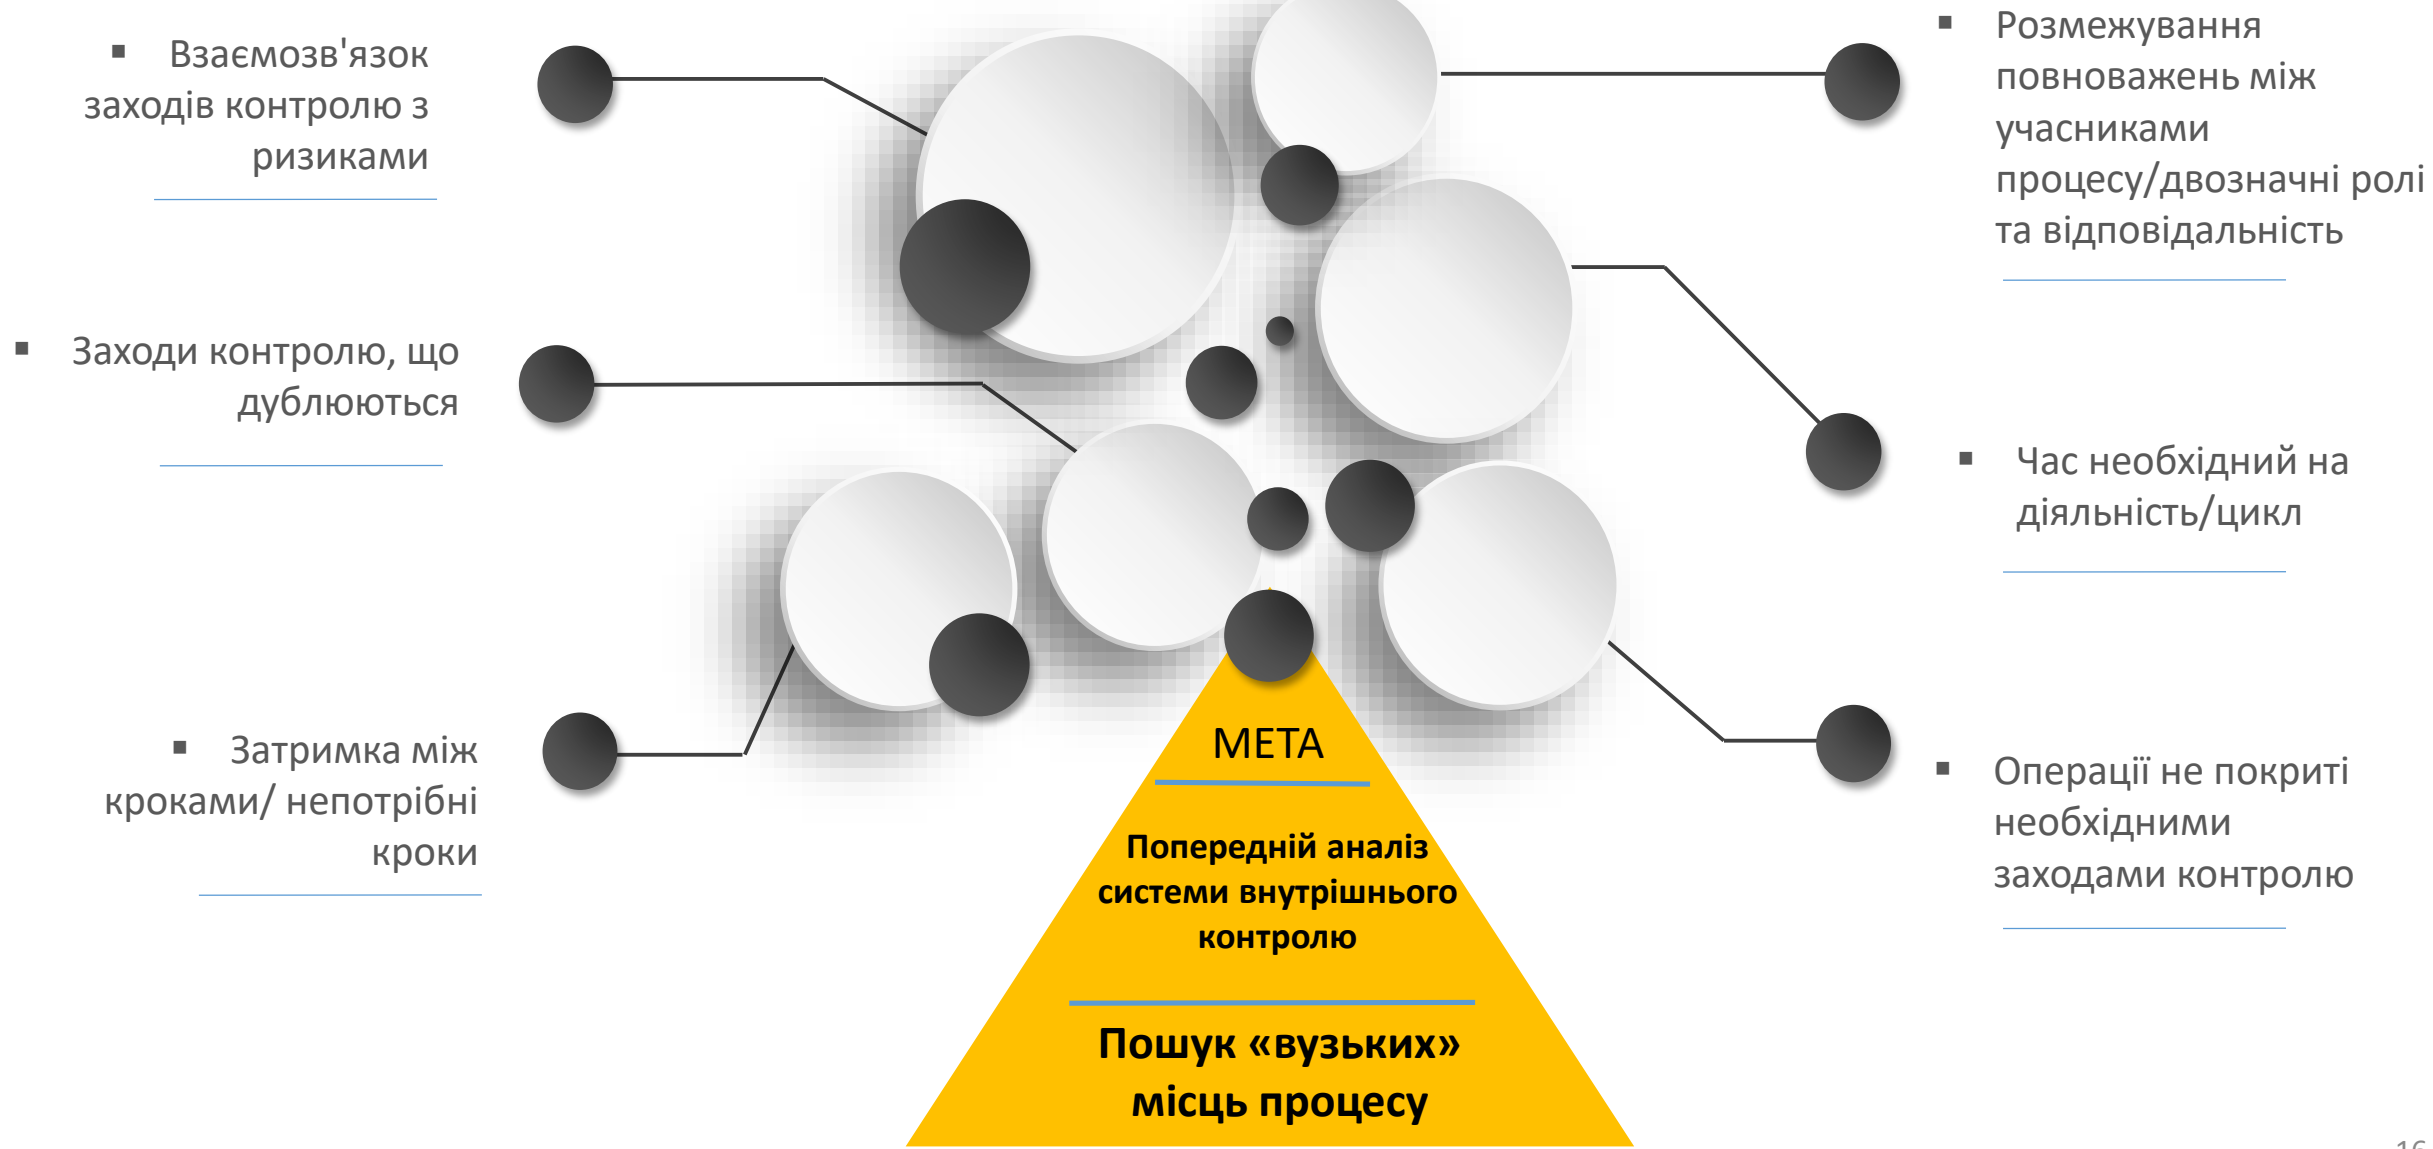 ▪ Взаємозв'язок
заходів контролю з
ризиками
▪ Заходи контролю, що
дублюються
▪ Затримка між
кроками/ непотрібні
кроки
▪ Розмежування
повноважень між
учасниками
процесу/двозначні ролі
та відповідальність
▪ Час необхідний на
діяльність/цикл
▪ Операції не покриті
необхідними
заходами контролю
МЕТА
Попередній аналіз
системи внутрішнього
контролю
Пошук «вузьких»
місць процесу